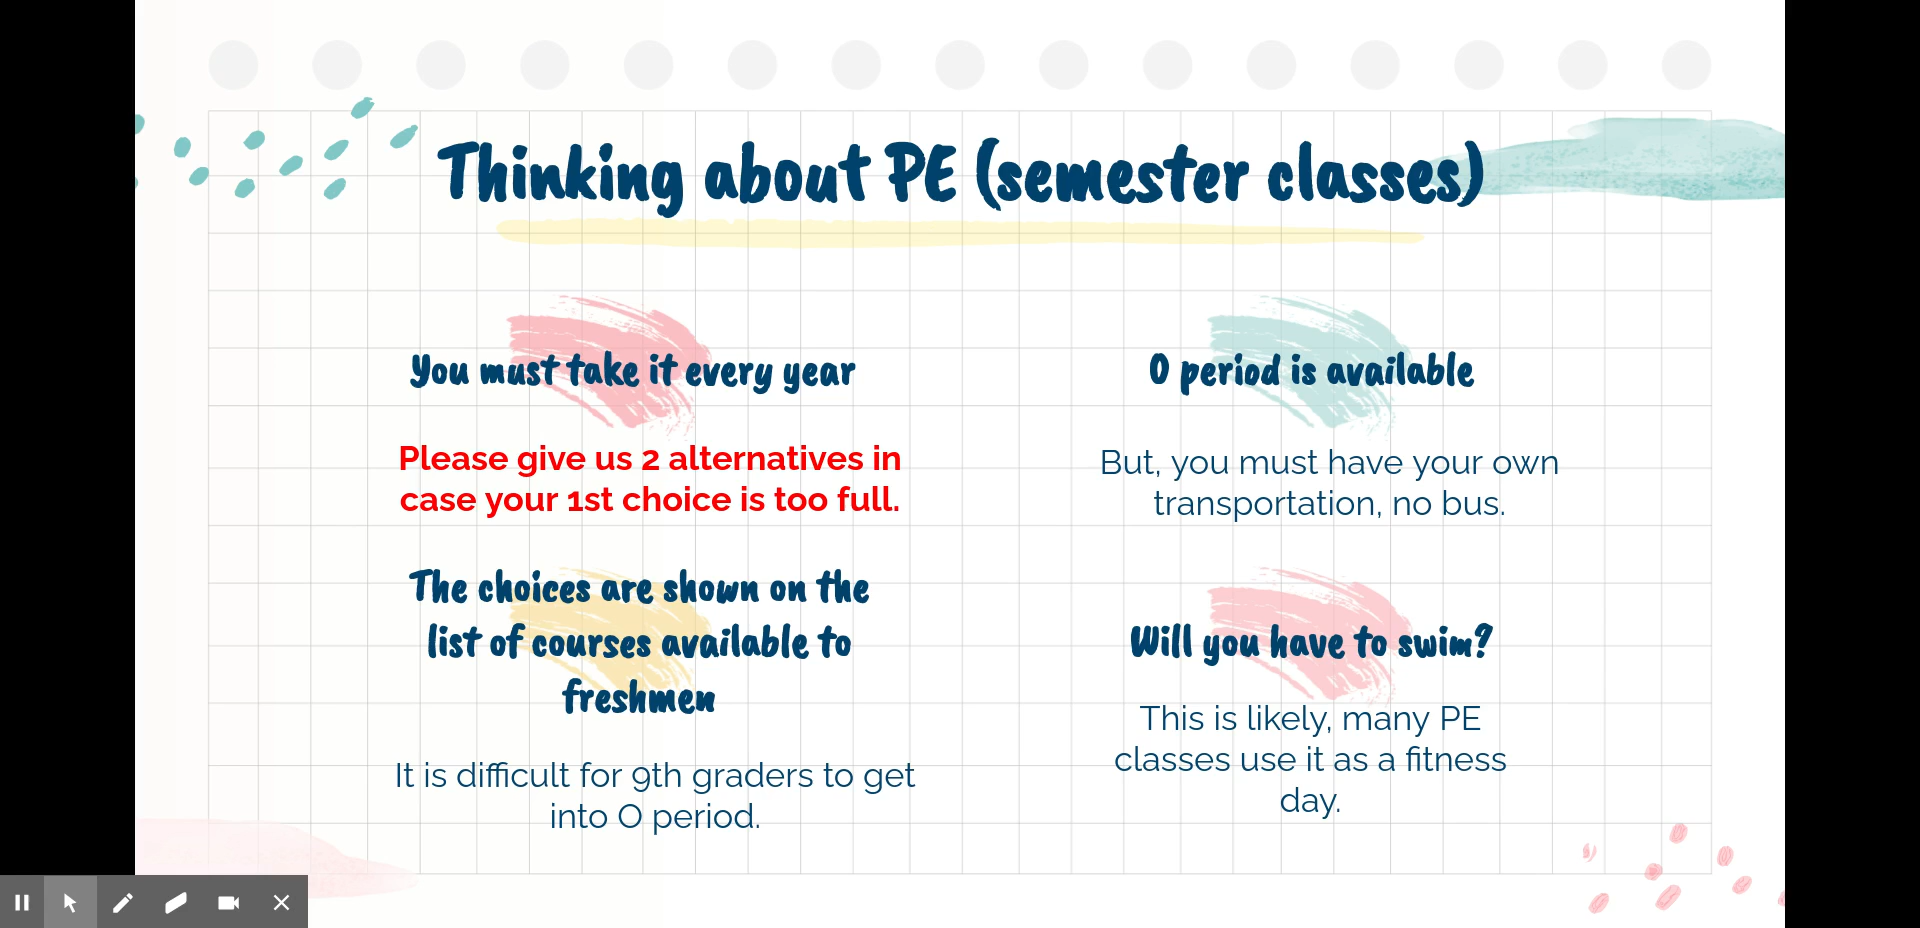 Thinking about PE (semester classes)
You must take it every year
Please give us 2 alternatives in
case your 1st choice is too full.
O period is available
But, you must have your own
transportation, no bus.
The choices are shown on the
list of courses available to
freshmen
It is difficult for 9th graders to get
into O period.
Will you have to swim?
This is likely, many PE
classes use it as a fitness
day.